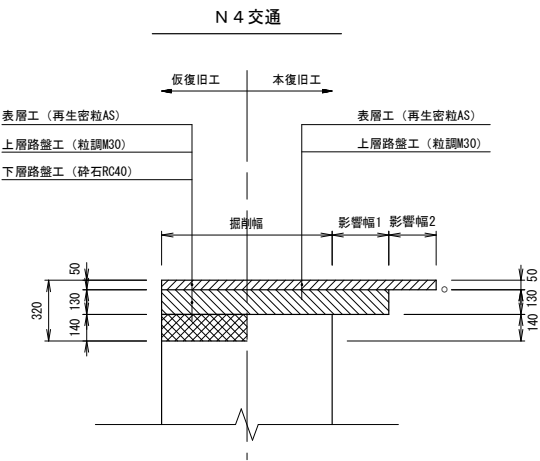 N４交通
仮復旧工 本復旧工
表層工（再生密粒AS） 表層工（再生密粒AS）
上層路盤工（粒調M30） 上層路盤工（粒調M30）
下層路盤工（砕石RC40）
掘削幅 影響幅1 影響幅2
50 50
320 130 130
140 140